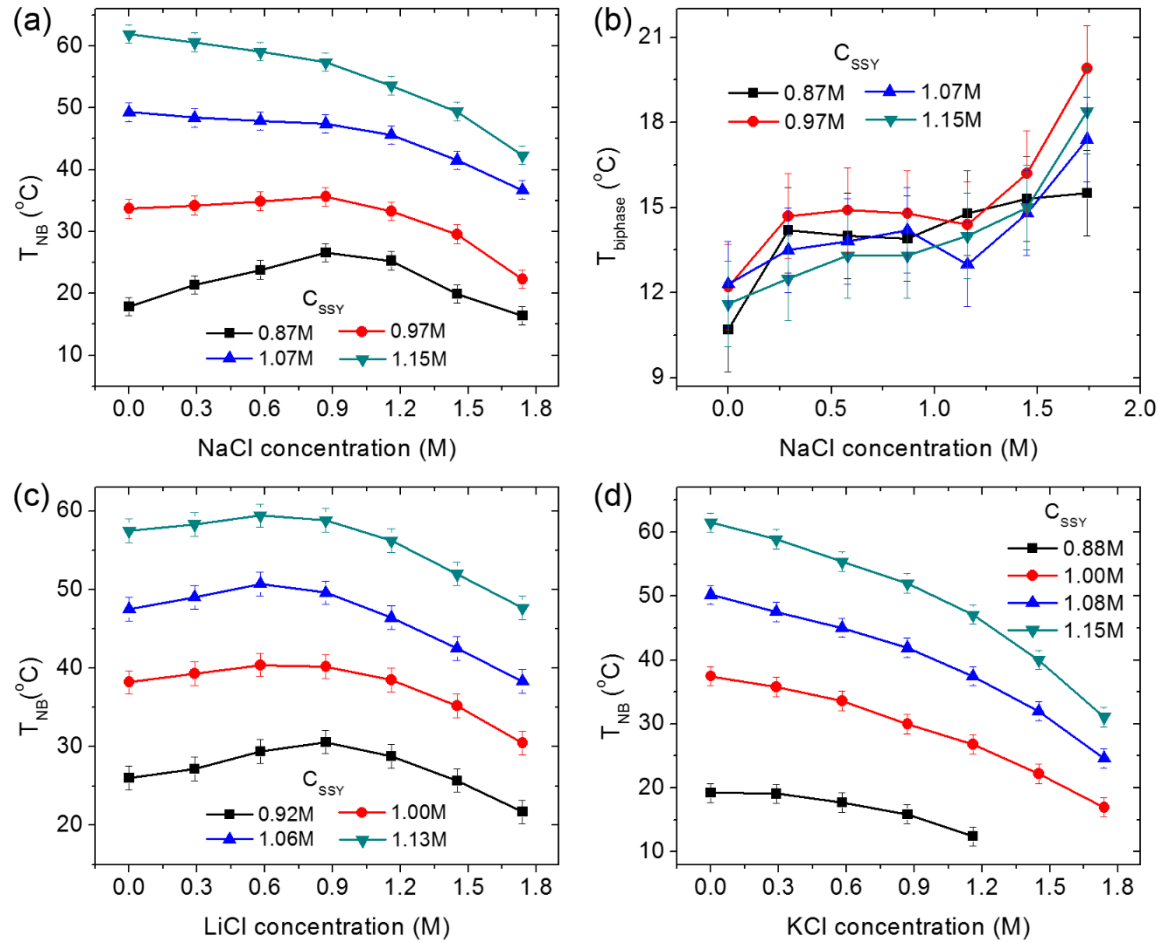 (a)
60
50
40
30
20
10
T_NB (°C)
C_SSY
0.87M 0.97M
1.07M 1.15M
0.0 0.3 0.6 0.9 1.2 1.5 1.8
NaCl concentration (M)
(b)
21
18
15
12
9
T_biphase (°C)
C_SSY
0.87M 1.07M
0.97M 1.15M
0.0 0.5 1.0 1.5 2.0
NaCl concentration (M)
(c)
60
50
40
30
20
T_NB (°C)
C_SSY
0.92M 1.00M
1.06M 1.13M
0.0 0.3 0.6 0.9 1.2 1.5 1.8
LiCl concentration (M)
(d)
60
50
40
30
20
10
T_NB (°C)
C_SSY
0.88M
1.00M
1.08M
1.15M
0.0 0.3 0.6 0.9 1.2 1.5 1.8
KCl concentration (M)